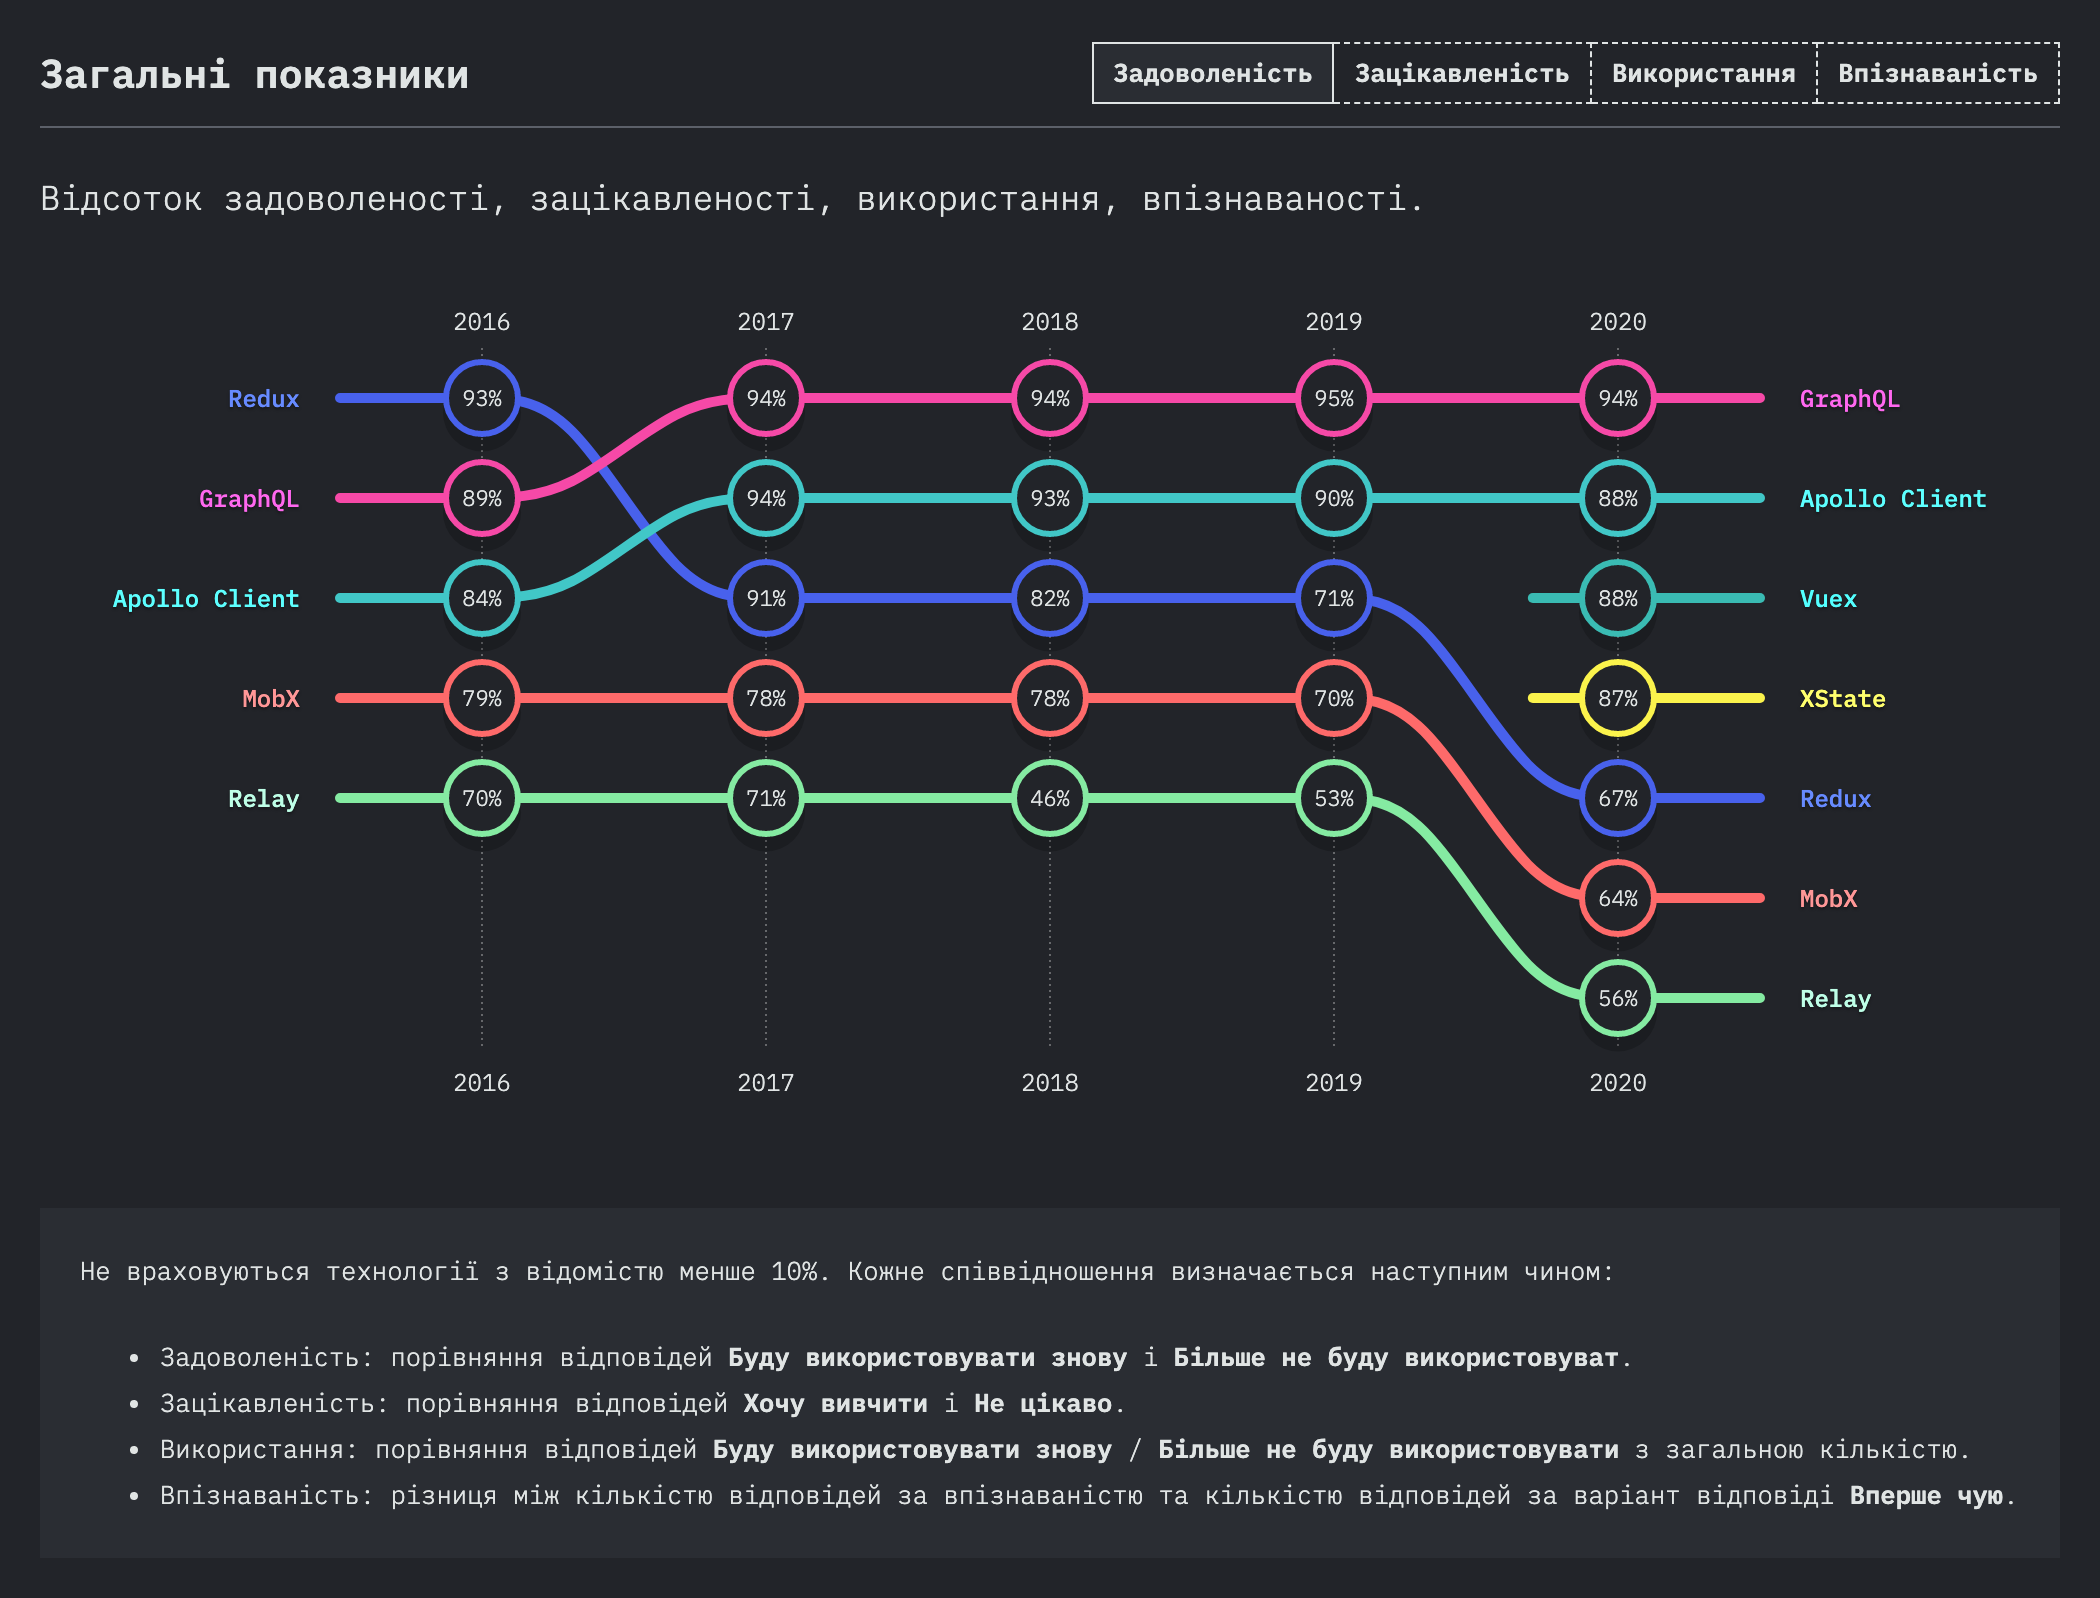 Загальні показники
Задоволеність Зацікавленість Використання Впізнаваність
Відсоток задоволеності, зацікавленості, використання, впізнаваності.
2016 2017 2018 2019 2020
Redux 93% 94% 94% 95% 94% GraphQL
GraphQL 89% 94% 93% 90% 88% Apollo Client
Apollo Client 84% 91% 82% 71% 88% Vuex
MobX 79% 78% 78% 70% 87% XState
Relay 70% 71% 46% 53% 67% Redux
64% MobX
56% Relay
2016 2017 2018 2019 2020
Не враховуються технології з відомістю менше 10%. Кожне співвідношення визначається наступним чином:
• Задоволеність: порівняння відповідей Буду використовувати знову і Більше не буду використовуват.
• Зацікавленість: порівняння відповідей Хочу вивчити і Не цікаво.
• Використання: порівняння відповідей Буду використовувати знову / Більше не буду використовувати з загальною кількістю.
• Впізнаваність: різниця між кількістю відповідей за впізнаваністю та кількістю відповідей за варіант відповіді Вперше чую.